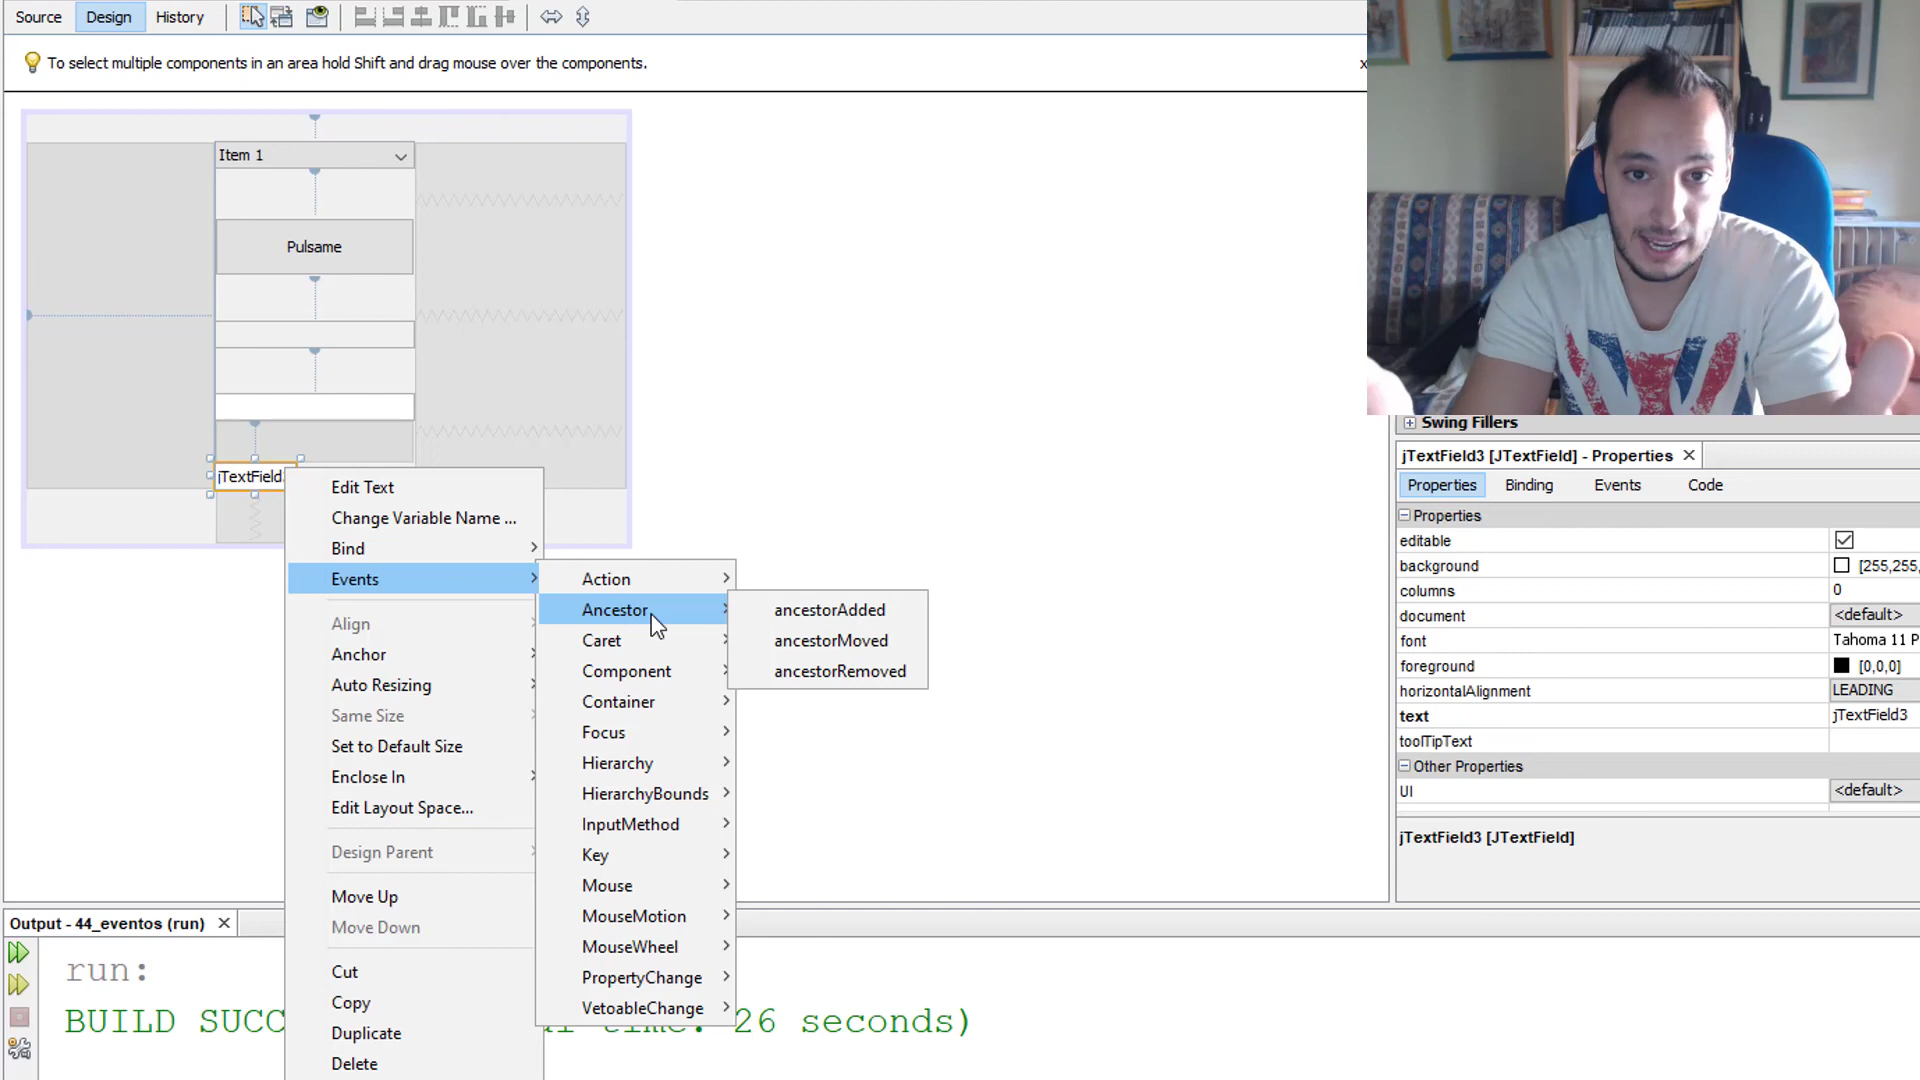 Source Design History
To select multiple components in an area hold Shift and drag mouse over the components.
x
Item 1
Pulsame
jTextField
Edit Text
Change Variable Name ...
Bind
Events
Align
Anchor
Auto Resizing
Same Size
Set to Default Size
Enclose In
Edit Layout Space...
Design Parent
Move Up
Move Down
Cut
Copy
Duplicate
Delete
Action
Ancestor
Caret
Component
Container
Focus
Hierarchy
HierarchyBounds
InputMethod
Key
Mouse
MouseMotion
MouseWheel
PropertyChange
VetoableChange
ancestorAdded
ancestorMoved
ancestorRemoved
Swing Fillers
jTextField3 [JTextField] - Properties
Properties Binding Events Code
Properties
editable
background [255,255,
columns 0
document <default>
font Tahoma 11 P
foreground [0,0,0]
horizontalAlignment LEADING
text jTextField3
toolTipText
Other Properties
UI <default>
jTextField3 [JTextField]
Output - 44_eventos (run)
run:
BUILD SUCC time: 26 seconds)